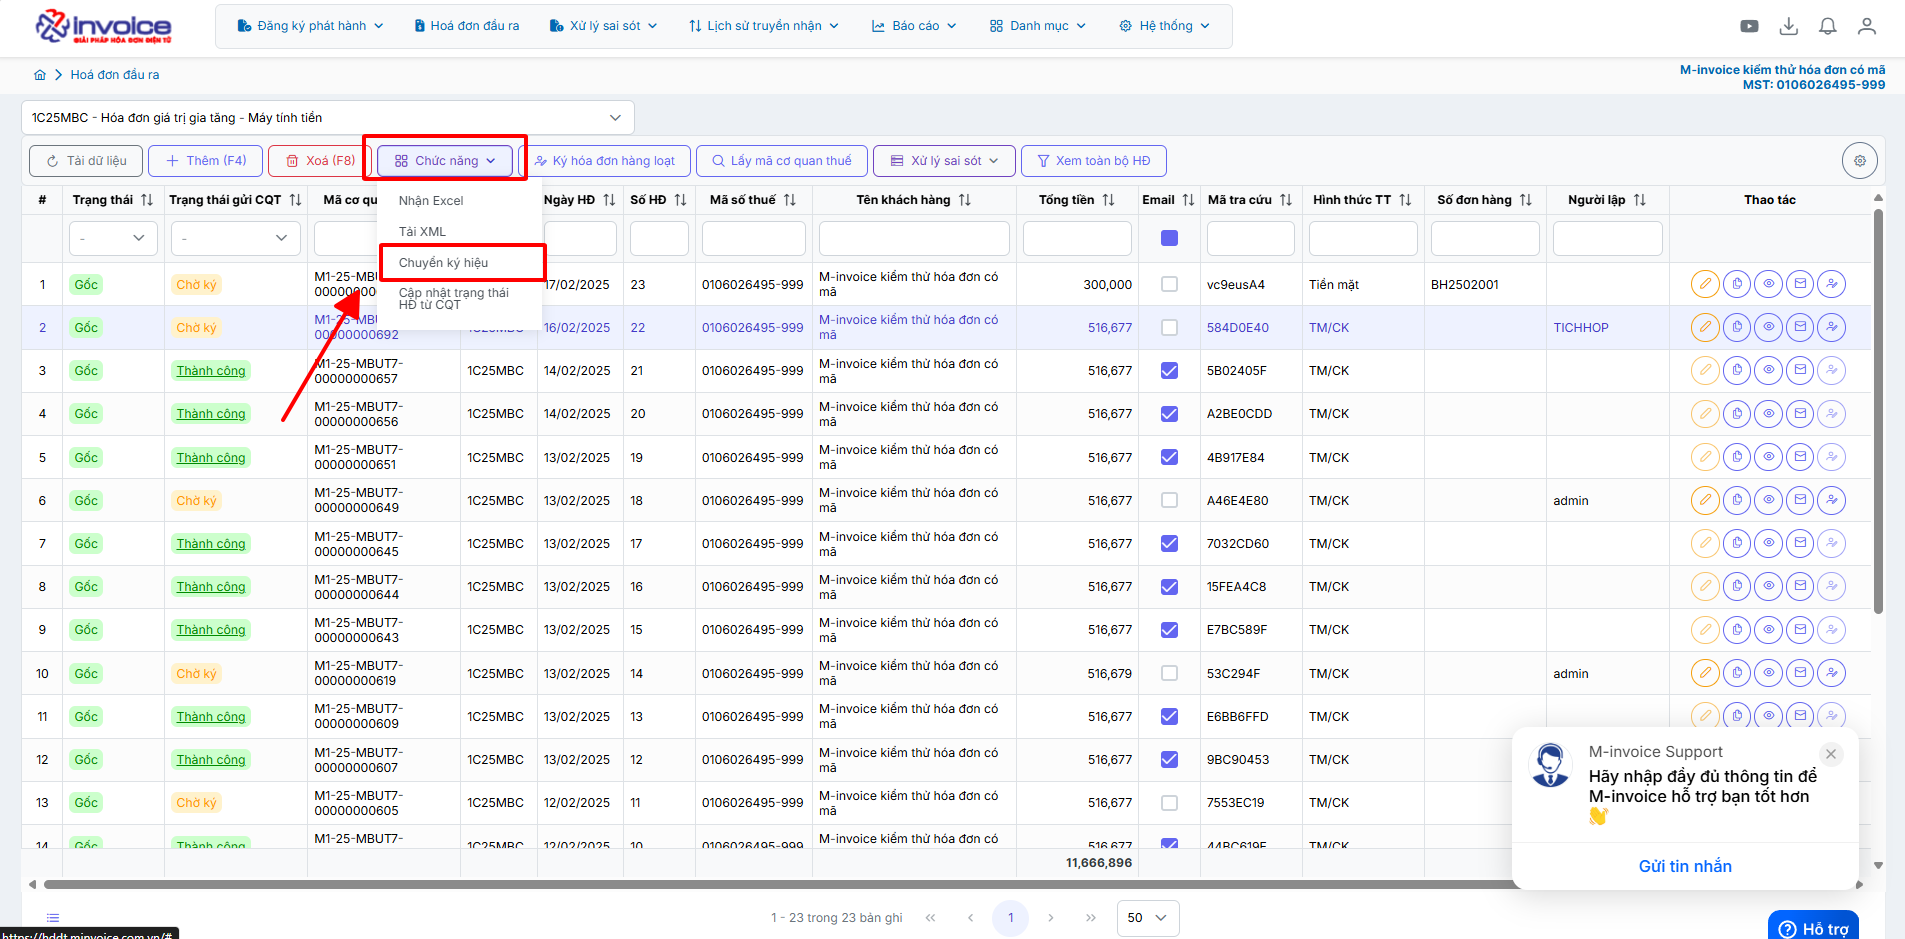 invoice
GIẢI PHÁP HÓA ĐƠN ĐIỆN TỬ
Đăng ký phát hành
Hoá đơn đầu ra
Xử lý sai sót
Lịch sử truyền nhận
Báo cáo
Danh mục
Hệ thống
Hoá đơn đầu ra
M-invoice kiểm thử hóa đơn có mã
MST: 0106026495-999
1C25MBC - Hóa đơn giá trị gia tăng - Máy tính tiền
Tải dữ liệu
Thêm (F4)
Xoá (F8)
Chức năng
Ký hóa đơn hàng loạt
Lấy mã cơ quan thuế
Xử lý sai sót
Xem toàn bộ HĐ
Nhận Excel
Tải XML
Chuyển ký hiệu
Cập nhật trạng thái
HĐ từ CQT
# Trạng thái Trạng thái gửi CQT Mã cơ qu Ngày HĐ Số HĐ Mã số thuế Tên khách hàng Tổng tiền Email Mã tra cứu Hình thức TT Số đơn hàng Người lập Thao tác
- -
1 Gốc Chờ ký M1-25-MBU 17/02/2025 23 0106026495-999 M-invoice kiểm thử hóa đơn có 300,000 vc9eusA4 Tiền mặt BH2502001
000000000 mã
2 Gốc Chờ ký M1-25-MBU 1C25MBC 16/02/2025 22 0106026495-999 M-invoice kiểm thử hóa đơn có 516,677 584D0E40 TM/CK TICHHOP
00000000692 mã
3 Gốc Thành công M1-25-MBUT7- 1C25MBC 14/02/2025 21 0106026495-999 M-invoice kiểm thử hóa đơn có 516,677 5B02405F TM/CK
00000000657 mã
4 Gốc Thành công M1-25-MBUT7- 1C25MBC 14/02/2025 20 0106026495-999 M-invoice kiểm thử hóa đơn có 516,677 A2BE0CDD TM/CK
00000000656 mã
5 Gốc Thành công M1-25-MBUT7- 1C25MBC 13/02/2025 19 0106026495-999 M-invoice kiểm thử hóa đơn có 516,677 4B917E84 TM/CK
00000000651 mã
6 Gốc Chờ ký M1-25-MBUT7- 1C25MBC 13/02/2025 18 0106026495-999 M-invoice kiểm thử hóa đơn có 516,677 A46E4E80 TM/CK admin
00000000649 mã
7 Gốc Thành công M1-25-MBUT7- 1C25MBC 13/02/2025 17 0106026495-999 M-invoice kiểm thử hóa đơn có 516,677 7032CD60 TM/CK
00000000645 mã
8 Gốc Thành công M1-25-MBUT7- 1C25MBC 13/02/2025 16 0106026495-999 M-invoice kiểm thử hóa đơn có 516,677 15FEA4C8 TM/CK
00000000644 mã
9 Gốc Thành công M1-25-MBUT7- 1C25MBC 13/02/2025 15 0106026495-999 M-invoice kiểm thử hóa đơn có 516,677 E7BC589F TM/CK
00000000643 mã
10 Gốc Chờ ký M1-25-MBUT7- 1C25MBC 13/02/2025 14 0106026495-999 M-invoice kiểm thử hóa đơn có 516,679 53C294F TM/CK admin
00000000619 mã
11 Gốc Thành công M1-25-MBUT7- 1C25MBC 13/02/2025 13 0106026495-999 M-invoice kiểm thử hóa đơn có 516,677 E6BB6FFD TM/CK
00000000609 mã
12 Gốc Thành công M1-25-MBUT7- 1C25MBC 13/02/2025 12 0106026495-999 M-invoice kiểm thử hóa đơn có 516,677 9BC90453 TM/CK
00000000607 mã
13 Gốc Chờ ký M1-25-MBUT7- 1C25MBC 12/02/2025 11 0106026495-999 M-invoice kiểm thử hóa đơn có 516,677 7553EC19 TM/CK
00000000605 mã
14 Gốc Thành công M1-25-MBUT7- 1C25MBC 12/02/2025 10 0106026495-999 M-invoice kiểm thử hóa đơn có 516,677 44BC619F TM/CK
11,666,896
M-invoice Support
Hãy nhập đầy đủ thông tin để
M-invoice hỗ trợ bạn tốt hơn
Gửi tin nhắn
1 - 23 trong 23 bản ghi
1
50
Hỗ trợ
https://hddt.minvoice.com.vn/#